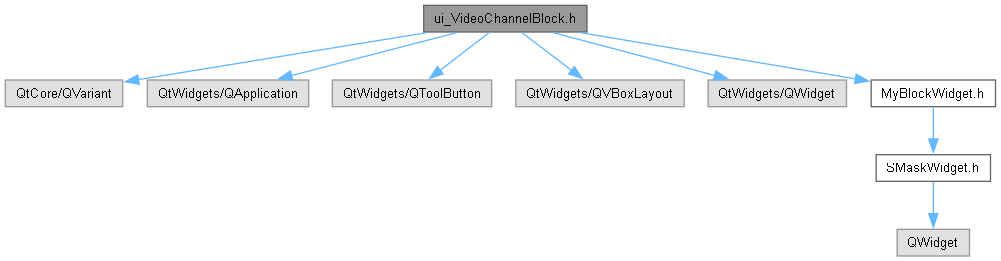 ui_VideoChannelBlock.h
QtCore/QVariant
QtWidgets/QApplication
QtWidgets/QToolButton
QtWidgets/QVBoxLayout
QtWidgets/QWidget
MyBlockWidget.h
SMaskWidget.h
QWidget